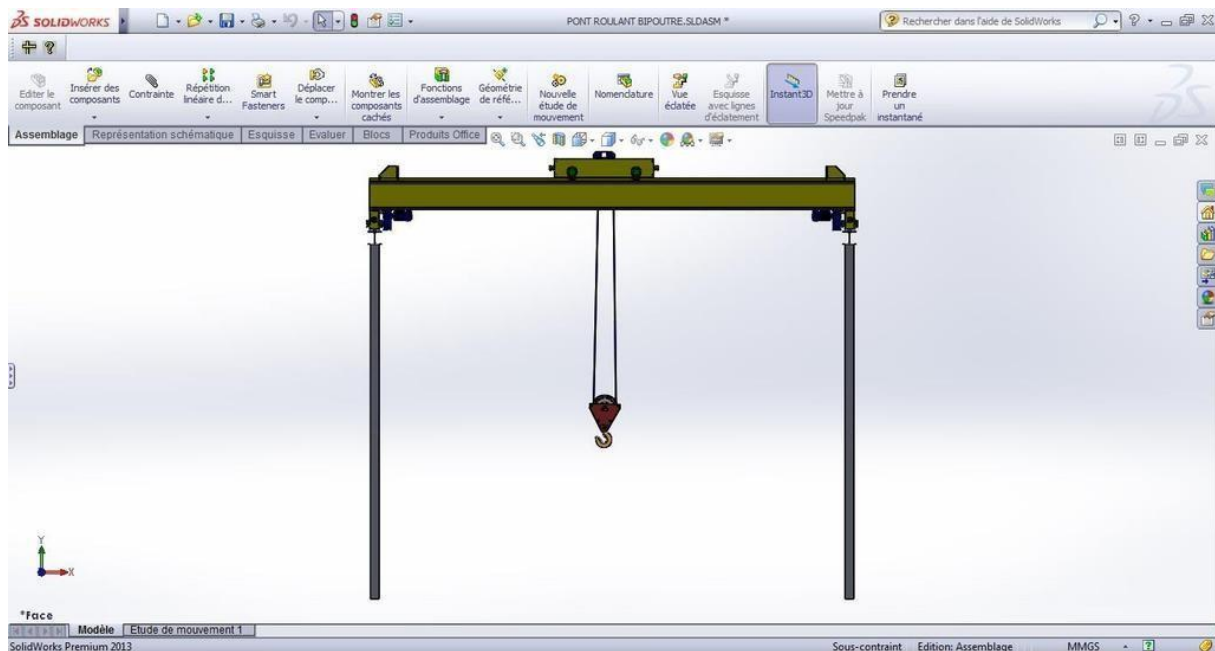 SOLIDWORKS
PONT ROULANT BIPOUTRE.SLDASM *
Rechercher dans l'aide de SolidWorks
Editer le composant
Insérer des composants
Contrainte
Répétition linéaire d...
Smart Fasteners
Déplacer le comp...
Montrer les composants cachés
Fonctions d'assemblage
Géométrie de réfé...
Nouvelle étude de mouvement
Nomenclature
Vue éclatée
Esquisse avec lignes d'éclatement
Instant3D
Mettre à jour Speedpak
Prendre un instantané
Assemblage Représentation schématique Esquisse Evaluer Blocs Produits Office
Y
X
*Face
Modèle Etude de mouvement 1
SolidWorks Premium 2013 Sous-contraint Edition: Assemblage MMGS